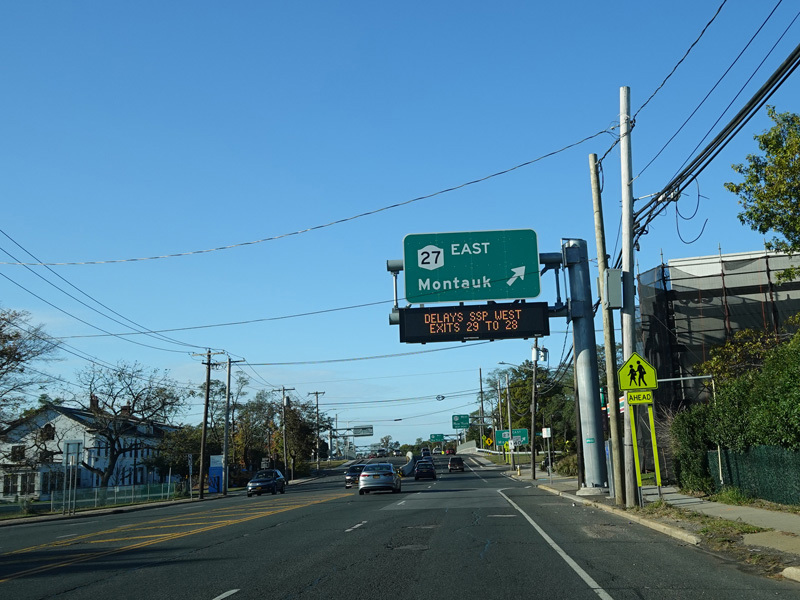 27 EAST
Montauk
DELAYS SSP WEST
EXITS 29 TO 28
AHEAD